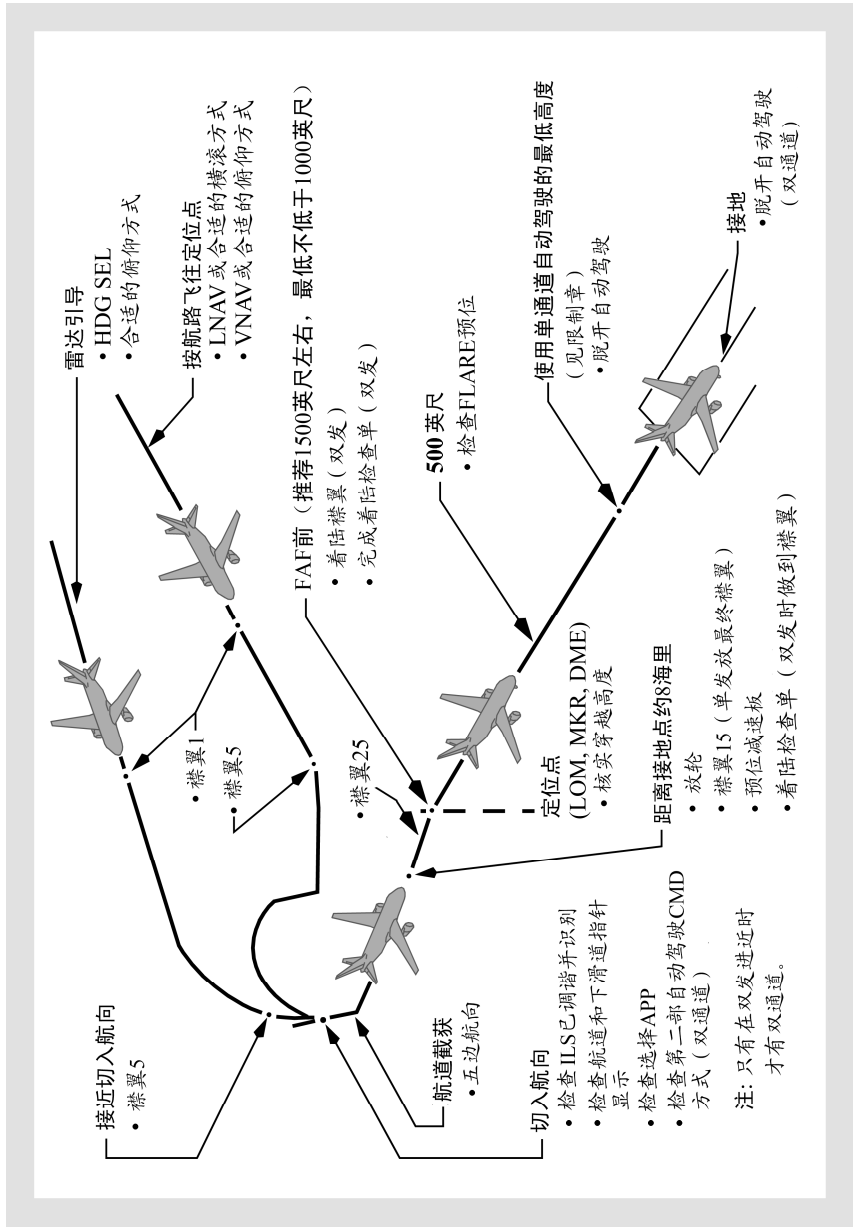 雷达引导
• HDG SEL
• 合适的俯仰方式
按航路飞往定位点
• LNAV或合适的横滚方式
• VNAV或合适的俯仰方式
接近切入航向
• 襟翼5
• 襟翼1
• 襟翼5
FAF前（推荐1500英尺左右，最低不低于1000英尺）
• 着陆襟翼（双发）
• 完成着陆检查单（双发）
航道截获
• 五边航向
• 襟翼25
500 英尺
• 检查FLARE预位
切入航向
• 检查ILS已调谐并识别
• 检查航道和下滑道指针
显示
• 检查选择APP
• 检查第二部自动驾驶CMD
方式（双通道）
注: 只有在双发进近时
才有双通道。
定位点
(LOM, MKR, DME)
• 核实穿越高度
使用单通道自动驾驶的最低高度
（见限制章）
• 脱开自动驾驶
距离接地点约8海里
• 放轮
• 襟翼15（单发放最终襟翼）
• 预位减速板
• 着陆检查单（双发时做到襟翼）
接地
• 脱开自动驾驶
（双通道）